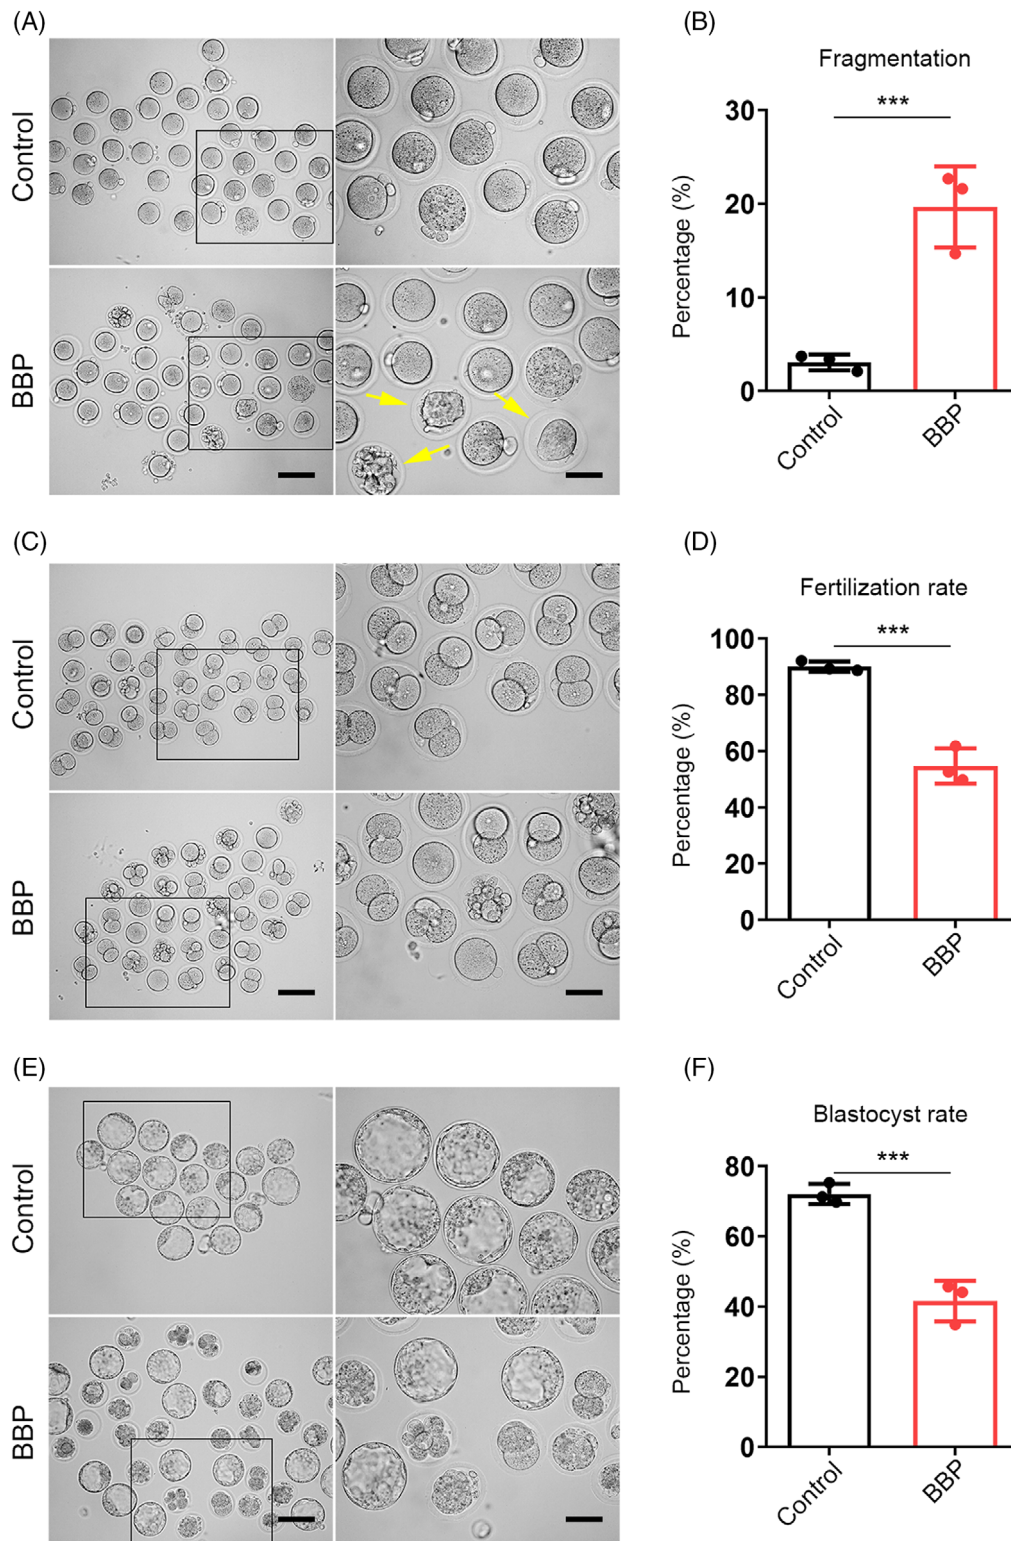 (A)
Control
BBP
(B)
Fragmentation
***
Percentage (%)
30
20
10
0
Control
BBP
(C)
Control
BBP
(D)
Fertilization rate
***
Percentage (%)
100
80
60
40
20
0
Control
BBP
(E)
Control
BBP
(F)
Blastocyst rate
***
Percentage (%)
80
60
40
20
0
Control
BBP